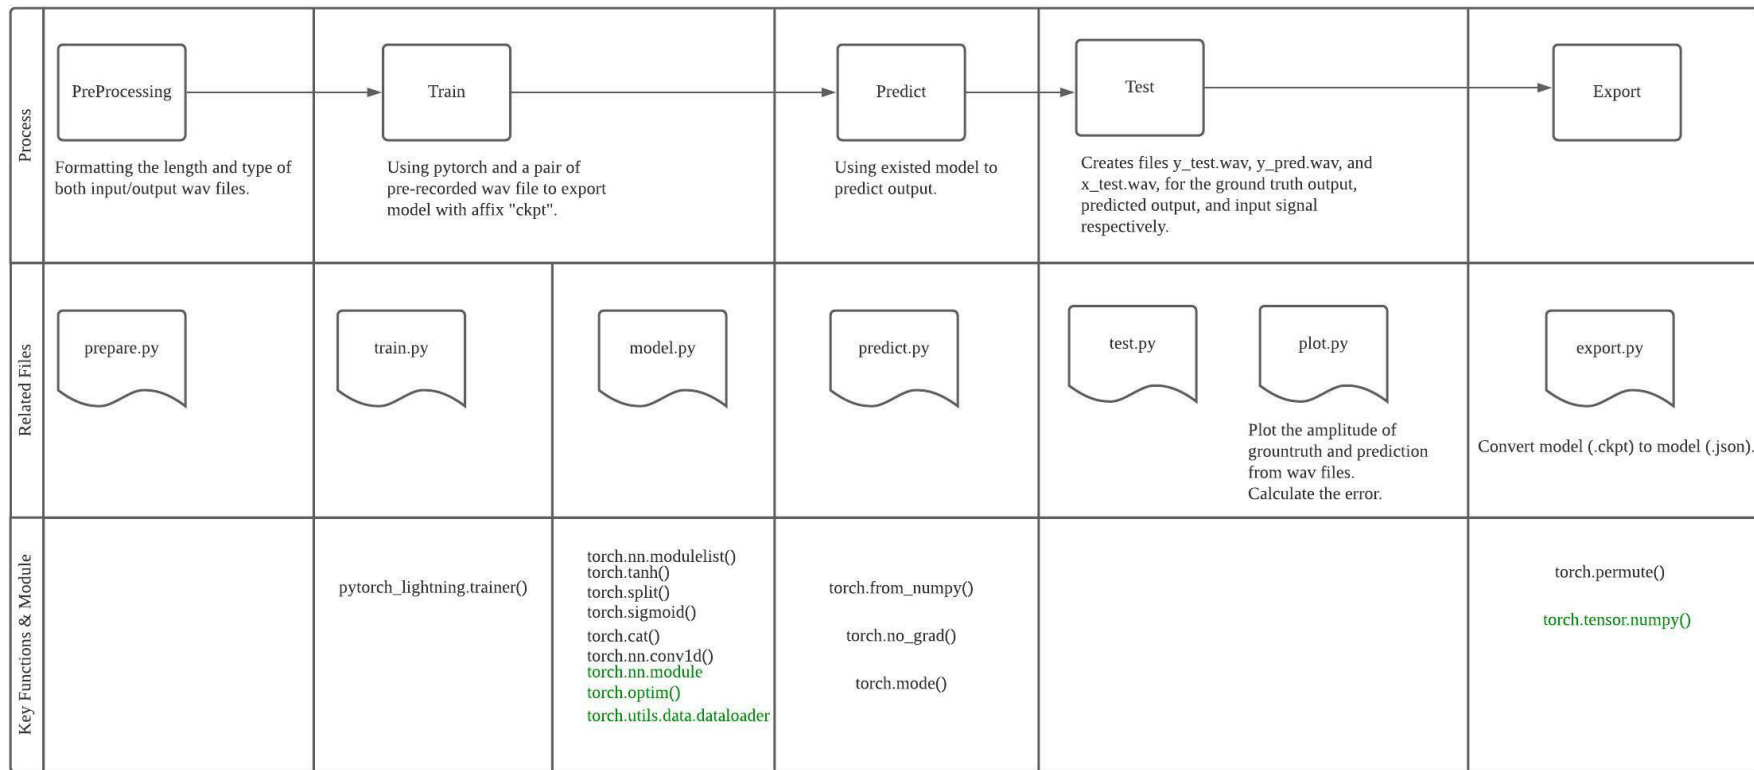 Process
PreProcessing
Train
Predict
Test
Export
Formatting the length and type of
both input/output wav files.
Using pytorch and a pair of
pre-recorded wav file to export
model with affix "ckpt".
Using existed model to
predict output.
Creates files y_test.wav, y_pred.wav, and
x_test.wav, for the ground truth output,
predicted output, and input signal
respectively.
Related Files
prepare.py
train.py
model.py
predict.py
test.py
plot.py
export.py
Plot the amplitude of
grountruth and prediction
from wav files.
Calculate the error.
Convert model (.ckpt) to model (.json).
Key Functions & Module
pytorch_lightning.trainer()
torch.nn.modulelist()
torch.tanh()
torch.split()
torch.sigmoid()
torch.cat()
torch.nn.conv1d()
torch.nn.module
torch.optim()
torch.utils.data.dataloader
torch.from_numpy()
torch.no_grad()
torch.mode()
torch.permute()
torch.tensor.numpy()